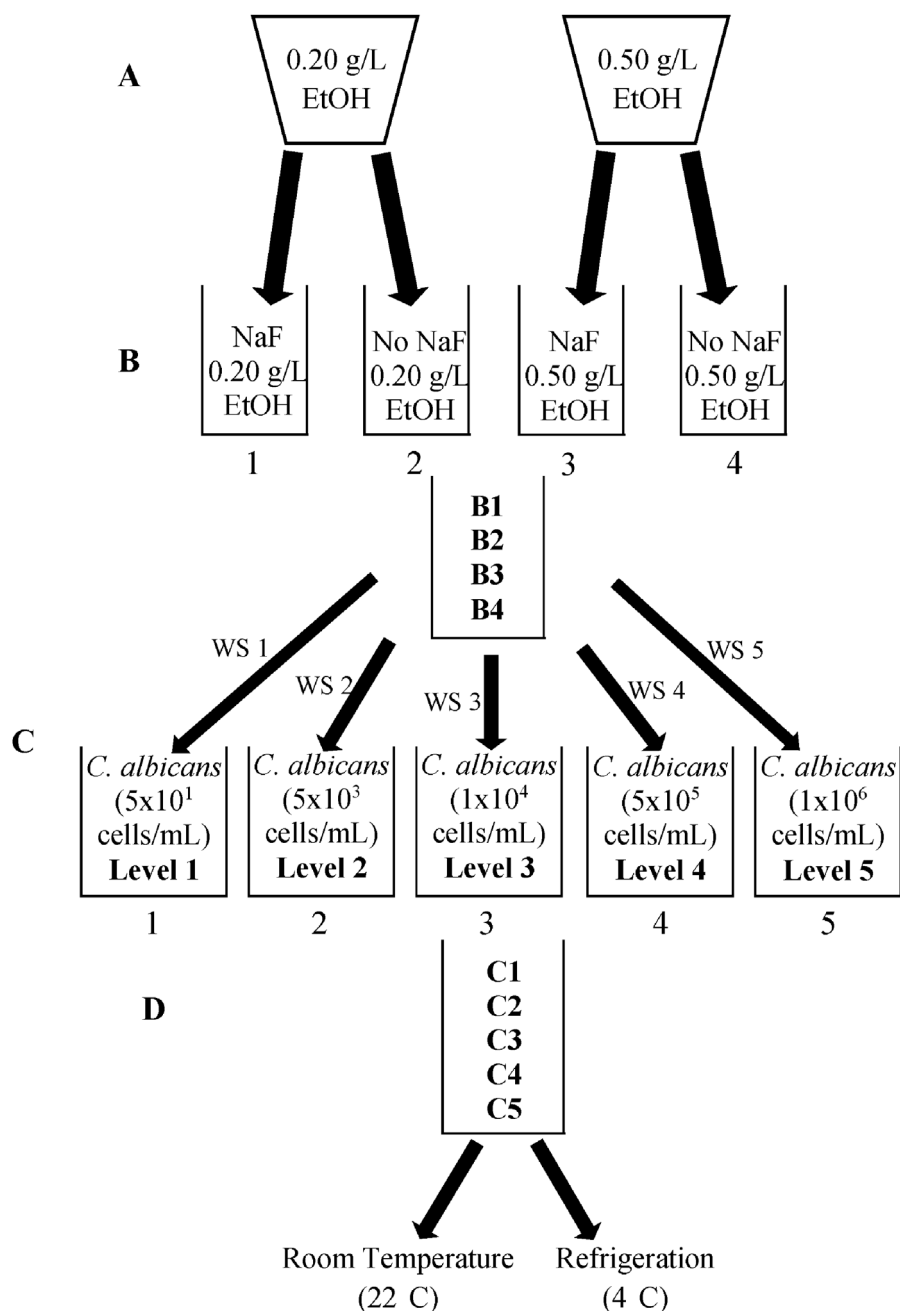 A
0.20 g/L
EtOH
0.50 g/L
EtOH
B
NaF
0.20 g/L
EtOH
1
No NaF
0.20 g/L
EtOH
2
NaF
0.50 g/L
EtOH
3
No NaF
0.50 g/L
EtOH
4
B1
B2
B3
B4
WS 1
WS 2
WS 3
WS 4
WS 5
C
C. albicans
(5x10¹
cells/mL)
Level 1
1
C. albicans
(5x10³
cells/mL)
Level 2
2
C. albicans
(1x10⁴
cells/mL)
Level 3
3
C. albicans
(5x10⁵
cells/mL)
Level 4
4
C. albicans
(1x10⁶
cells/mL)
Level 5
5
D
C1
C2
C3
C4
C5
Room Temperature
(22 C)
Refrigeration
(4 C)